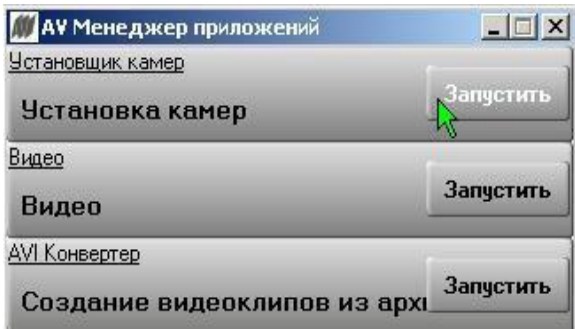 AV Менеджер приложений
Установщик камер
Установка камер
Запустить
Видео
Видео
Запустить
AVI Конвертер
Создание видеоклипов из архи
Запустить